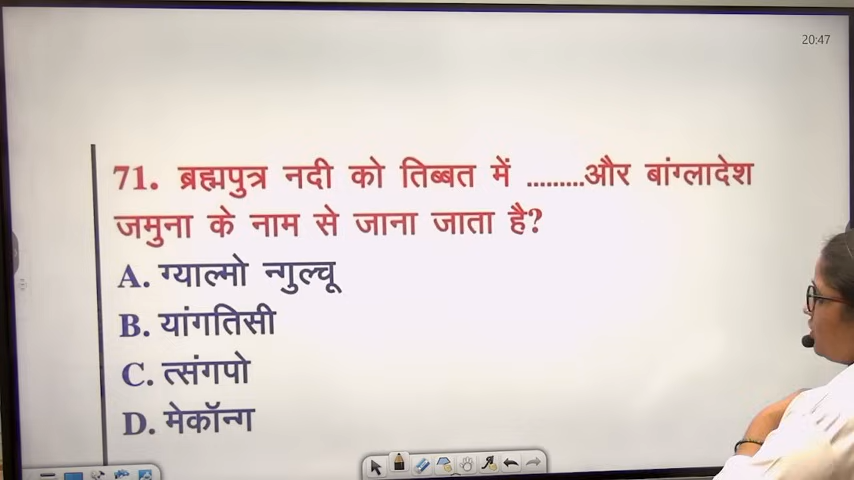 20:47
71. ब्रह्मपुत्र नदी को तिब्बत में .........और बांग्लादेश
जमुना के नाम से जाना जाता है?
A. ग्याल्मो न्गुल्चू
B. यांगतिसी
C. त्संगपो
D. मेकॉन्ग